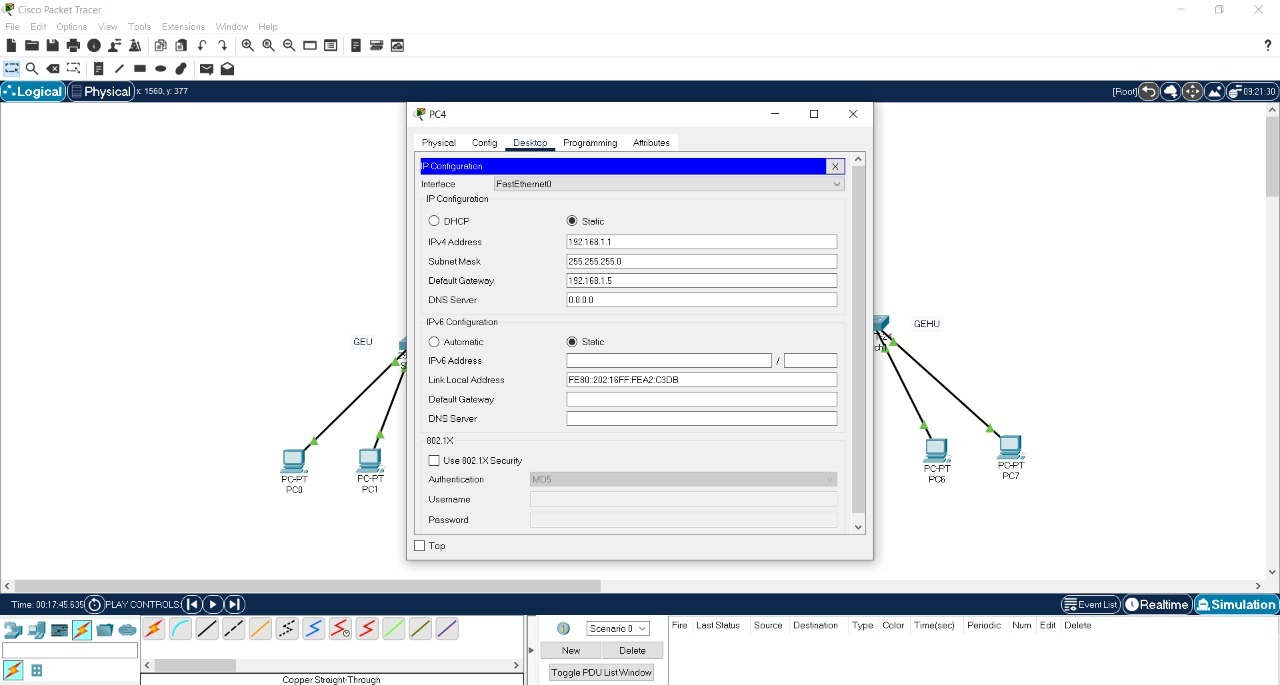 Cisco Packet Tracer
File Edit Options View Tools Extensions Window Help
?
Logical Physical x: 1560, y: 377 [Root] 09:21:30
PC4
Physical Config Desktop Programming Attributes
IP Configuration X
Interface FastEthernet0
IP Configuration
DHCP Static
IPv4 Address 192.168.1.1
Subnet Mask 255.255.255.0
Default Gateway 192.168.1.5
DNS Server 0.0.0.0
IPv6 Configuration
Automatic Static
IPv6 Address /
Link Local Address FE80::202:16FF:FEA2:C3DB
Default Gateway
DNS Server
802.1X
Use 802.1X Security
Authentication MD5
Username
Password
Top
GEU
GEHU
PC-PT
PC0
PC-PT
PC1
PC-PT
PC6
PC-PT
PC7
Time: 00:17:45.635 PLAY CONTROLS: Event List Realtime Simulation
Scenario 0
New Delete
Toggle PDU List Window
Fire Last Status Source Destination Type Color Time(sec) Periodic Num Edit Delete
Copper Straight-Through